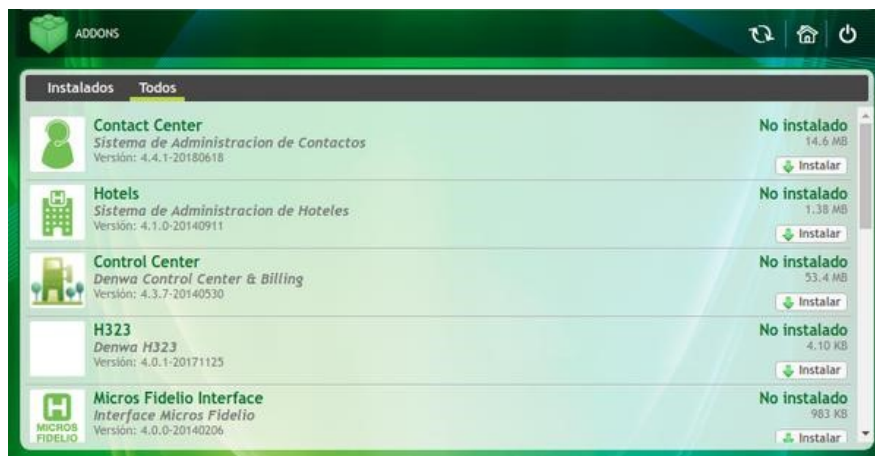 ADDONS
Instalados Todos
Contact Center
Sistema de Administracion de Contactos
Versión: 4.4.1-20180618
No instalado
14.6 MB
Instalar
Hotels
Sistema de Administracion de Hoteles
Versión: 4.1.0-20140911
No instalado
1.38 MB
Instalar
Control Center
Denwa Control Center & Billing
Versión: 4.3.7-20140530
No instalado
53.4 MB
Instalar
H323
Denwa H323
Versión: 4.0.1-20171125
No instalado
4.10 KB
Instalar
H
MICROS
FIDELIO
Micros Fidelio Interface
Interface Micros Fidelio
Versión: 4.0.0-20140206
No instalado
983 KB
Instalar